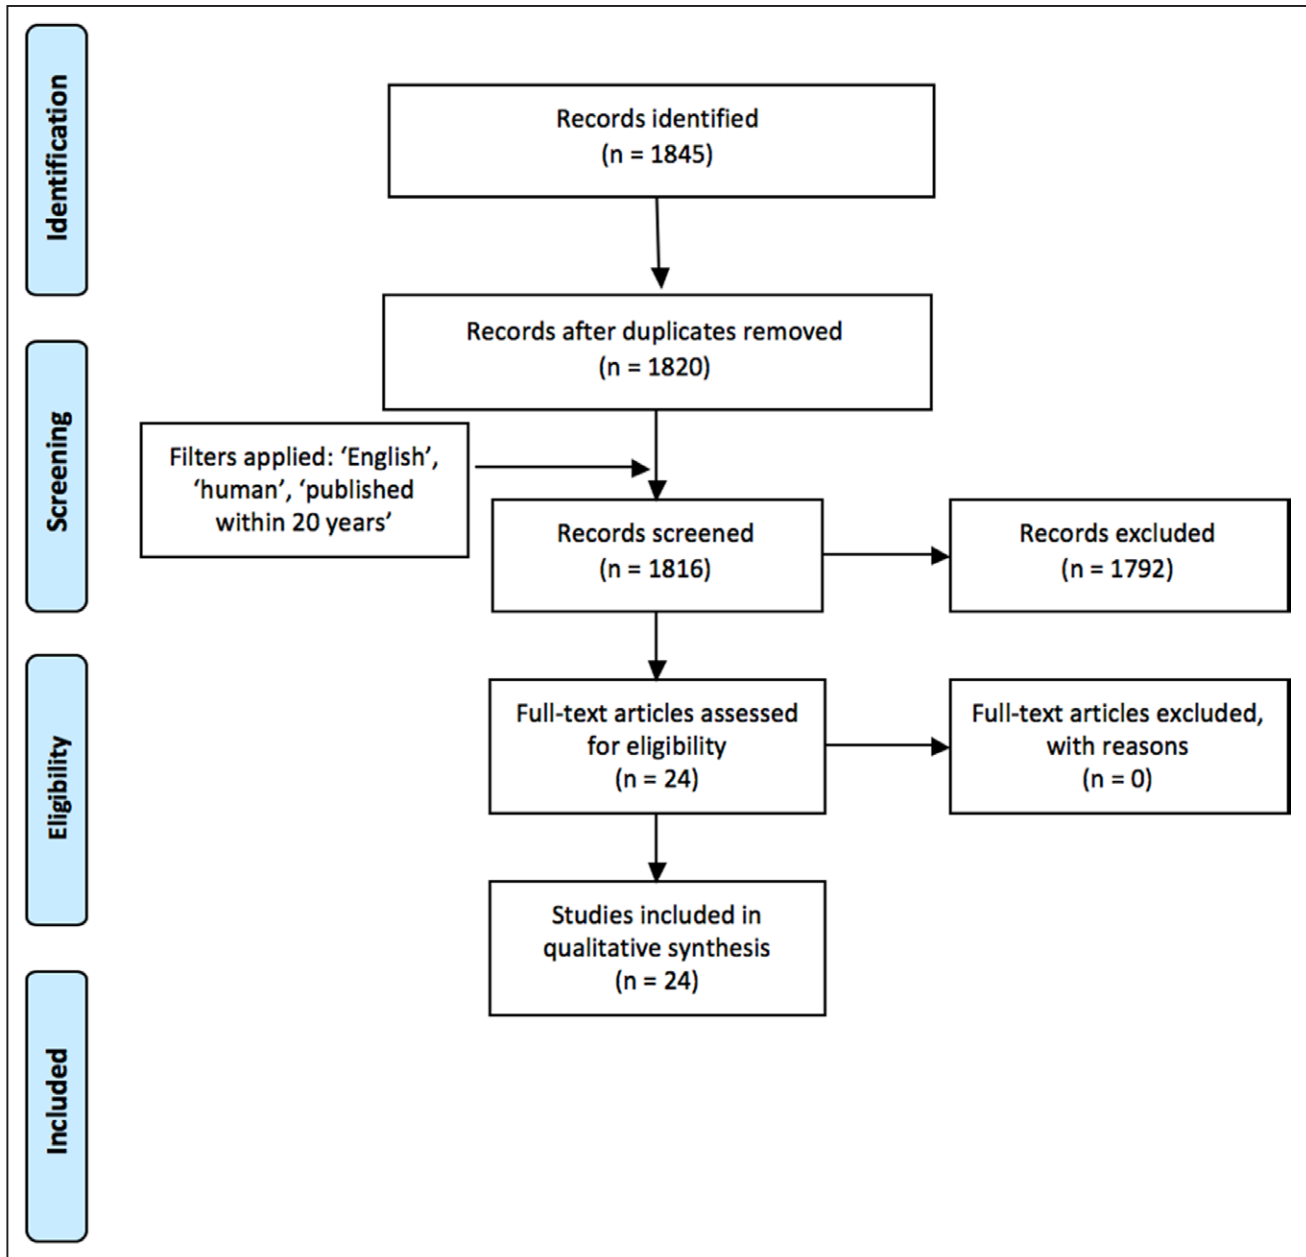 Identification
Records identified
(n = 1845)
Records after duplicates removed
(n = 1820)
Screening
Filters applied: ‘English’,
‘human’, ‘published
within 20 years’
Records screened
(n = 1816)
Records excluded
(n = 1792)
Eligibility
Full-text articles assessed
for eligibility
(n = 24)
Full-text articles excluded,
with reasons
(n = 0)
Studies included in
qualitative synthesis
(n = 24)
Included